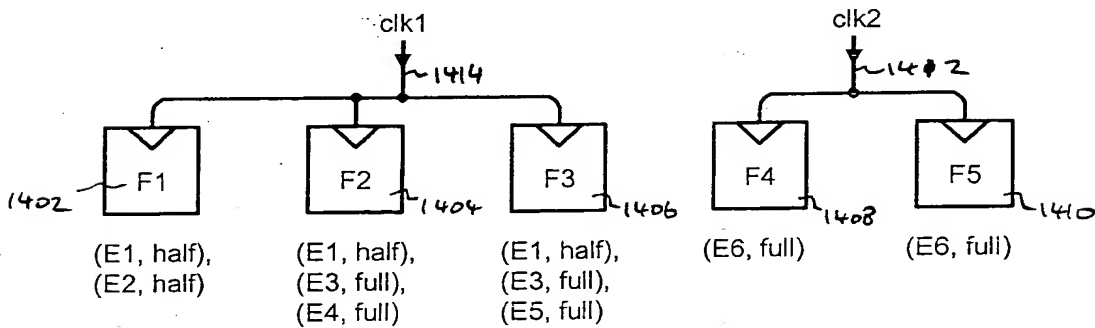 clk1
clk2
1414
1412
F1
F2
F3
F4
F5
1402
1404
1406
1408
1410
(E1, half),
(E2, half)
(E1, half),
(E3, full),
(E4, full)
(E1, half),
(E3, full),
(E5, full)
(E6, full)
(E6, full)